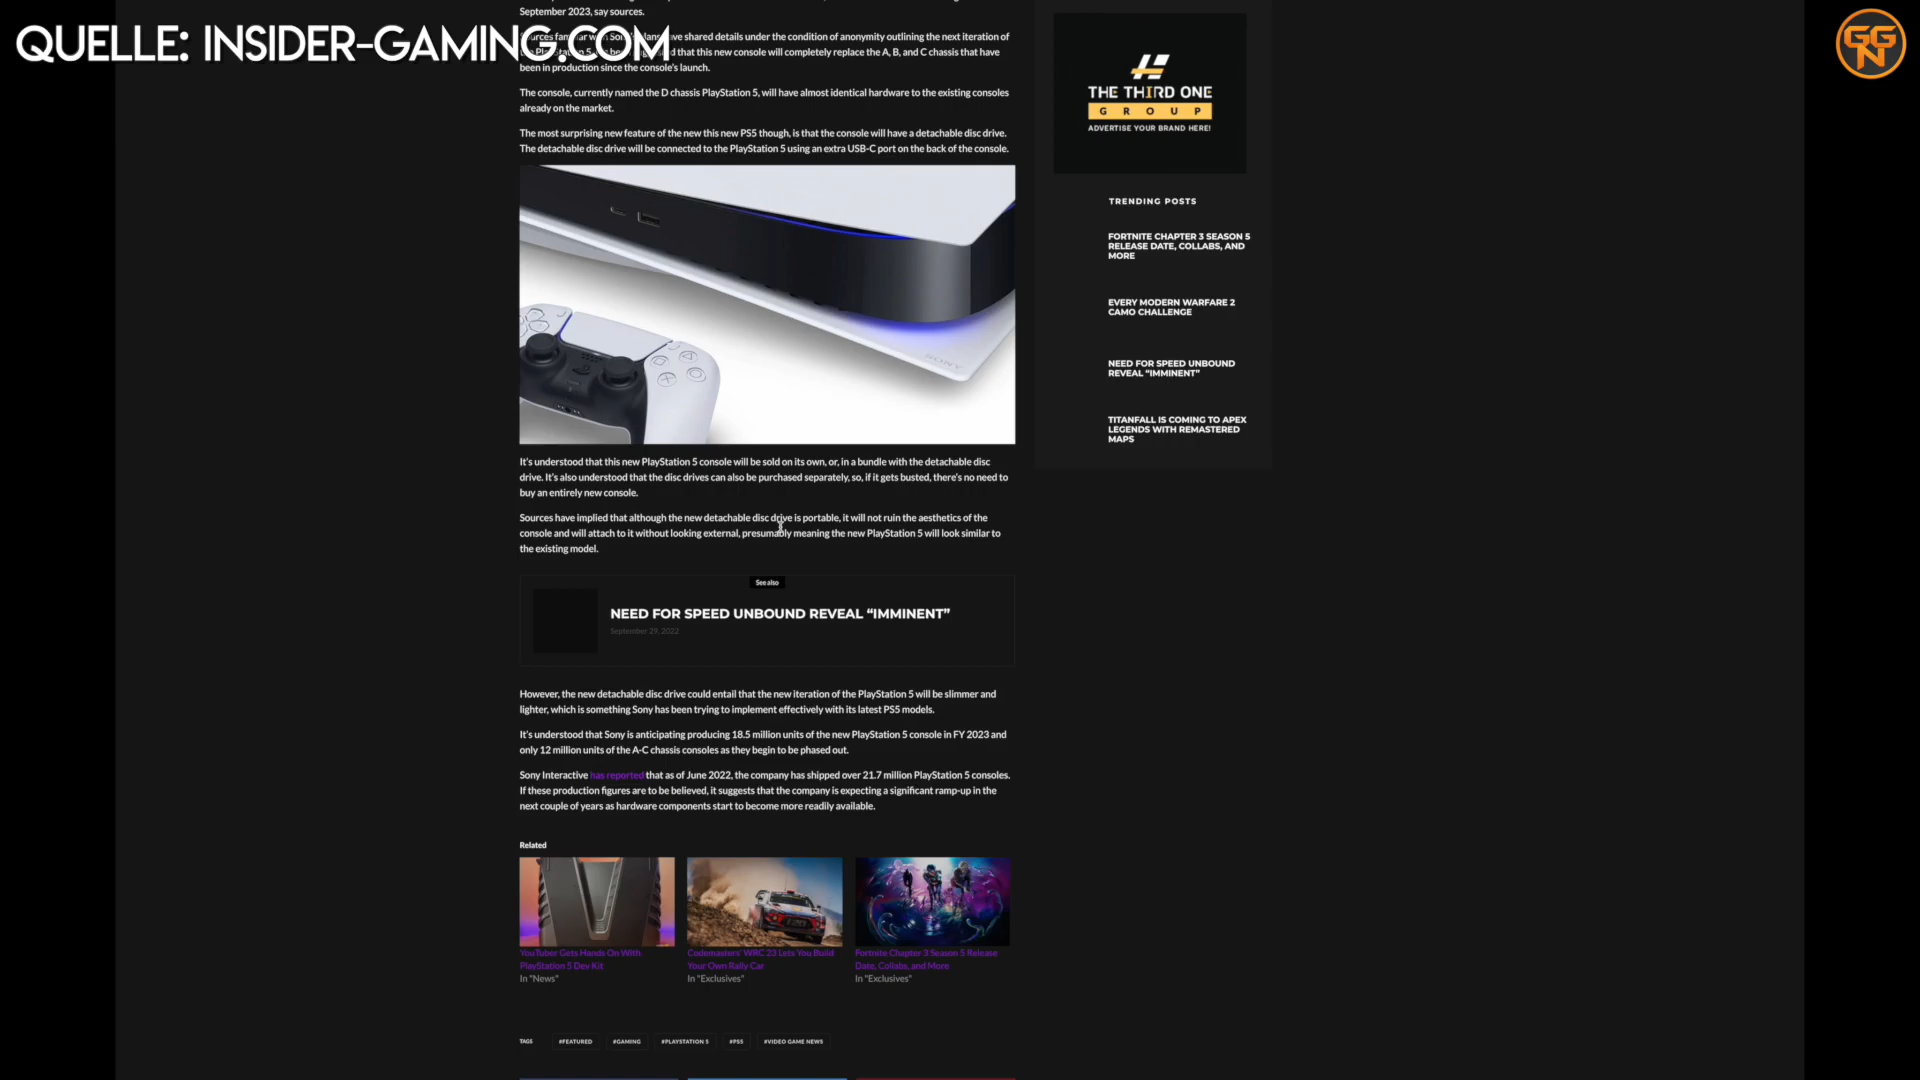 QUELLE: INSIDER-GAMING.COM
GGN
September 2023, say sources.
that this new console will completely replace the A, B, and C chassis that have
ve shared details under the condition of anonymity outlining the next iteration of
been in production since the console's launch.
The console, currently named the D chassis PlayStation 5, will have almost identical hardware to the existing consoles
already on the market.
The most surprising new feature of the new this new PS5 though, is that the console will have a detachable disc drive.
The detachable disc drive will be connected to the PlayStation 5 using an extra USB-C port on the back of the console.
SONY
It's understood that this new PlayStation 5 console will be sold on its own, or, in a bundle with the detachable disc
drive. It's also understood that the disc drives can also be purchased separately, so, if it gets busted, there's no need to
buy an entirely new console.
Sources have implied that although the new detachable disc drive is portable, it will not ruin the aesthetics of the
console and will attach to it without looking external, presumably meaning the new PlayStation 5 will look similar to
the existing model.
See also
NEED FOR SPEED UNBOUND REVEAL “IMMINENT”
September 29, 2022
However, the new detachable disc drive could entail that the new iteration of the PlayStation 5 will be slimmer and
lighter, which is something Sony has been trying to implement effectively with its latest PS5 models.
It's understood that Sony is anticipating producing 18.5 million units of the new PlayStation 5 console in FY 2023 and
only 12 million units of the A-C chassis consoles as they begin to be phased out.
Sony Interactive has reported that as of June 2022, the company has shipped over 21.7 million PlayStation 5 consoles.
If these production figures are to be believed, it suggests that the company is expecting a significant ramp-up in the
next couple of years as hardware components start to become more readily available.
Related
YouTuber Gets Hands On With
PlayStation 5 Dev Kit
In "News"
Codemasters' WRC 23 Lets You Build
Your Own Rally Car
In "Exclusives"
Fortnite Chapter 3 Season 5 Release
Date, Collabs, and More
In "Exclusives"
TAGS #FEATURED #GAMING #PLAYSTATION 5 #PS5 #VIDEO GAME NEWS
THE THIRD ONE
GROUP
ADVERTISE YOUR BRAND HERE!
TRENDING POSTS
FORTNITE CHAPTER 3 SEASON 5
RELEASE DATE, COLLABS, AND
MORE
EVERY MODERN WARFARE 2
CAMO CHALLENGE
NEED FOR SPEED UNBOUND
REVEAL “IMMINENT”
TITANFALL IS COMING TO APEX
LEGENDS WITH REMASTERED
MAPS